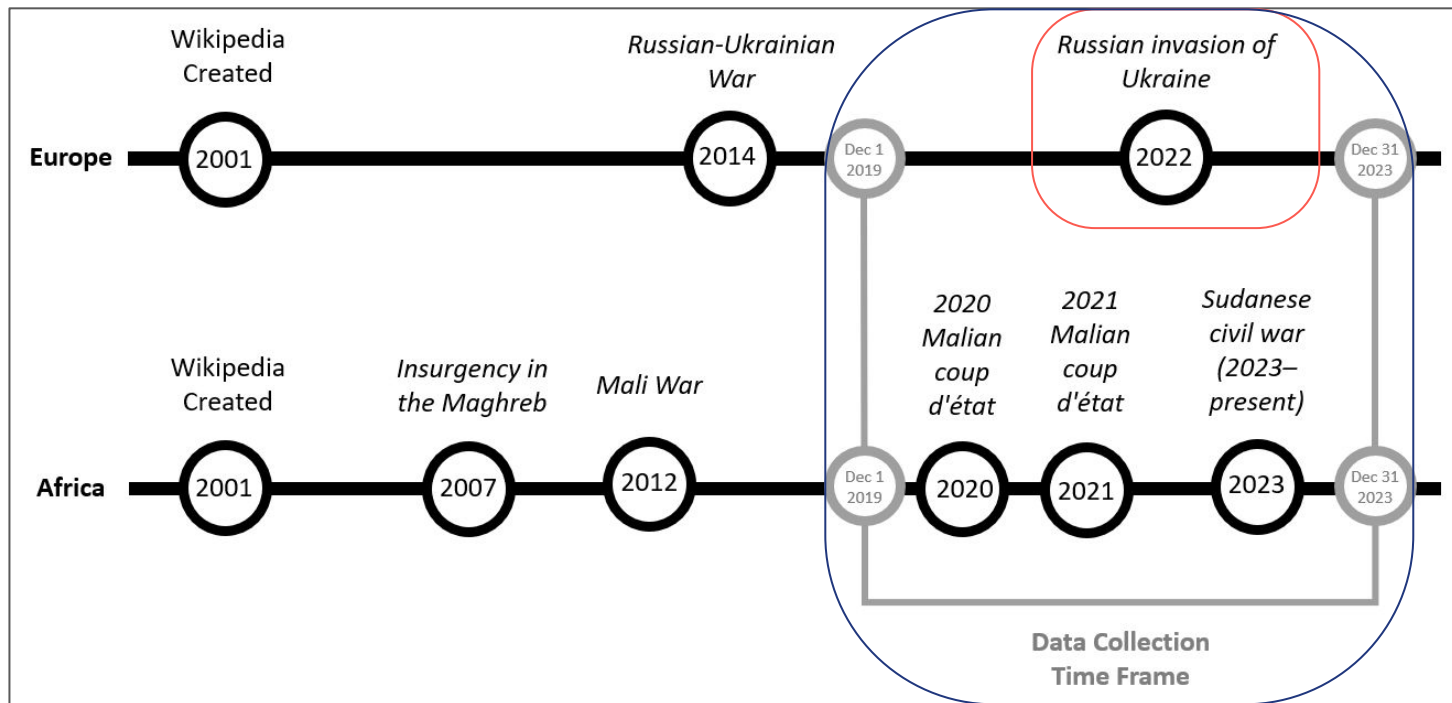 Wikipedia
Created
Russian-Ukrainian
War
Russian invasion of
Ukraine
Europe
2001
2014
Dec 1
2019
2022
Dec 31
2023
Wikipedia
Created
Insurgency in
the Maghreb
Mali War
2020
Malian
coup
d'état
2021
Malian
coup
d'état
Sudanese
civil war
(2023–
present)
Africa
2001
2007
2012
Dec 1
2019
2020
2021
2023
Dec 31
2023
Data Collection
Time Frame